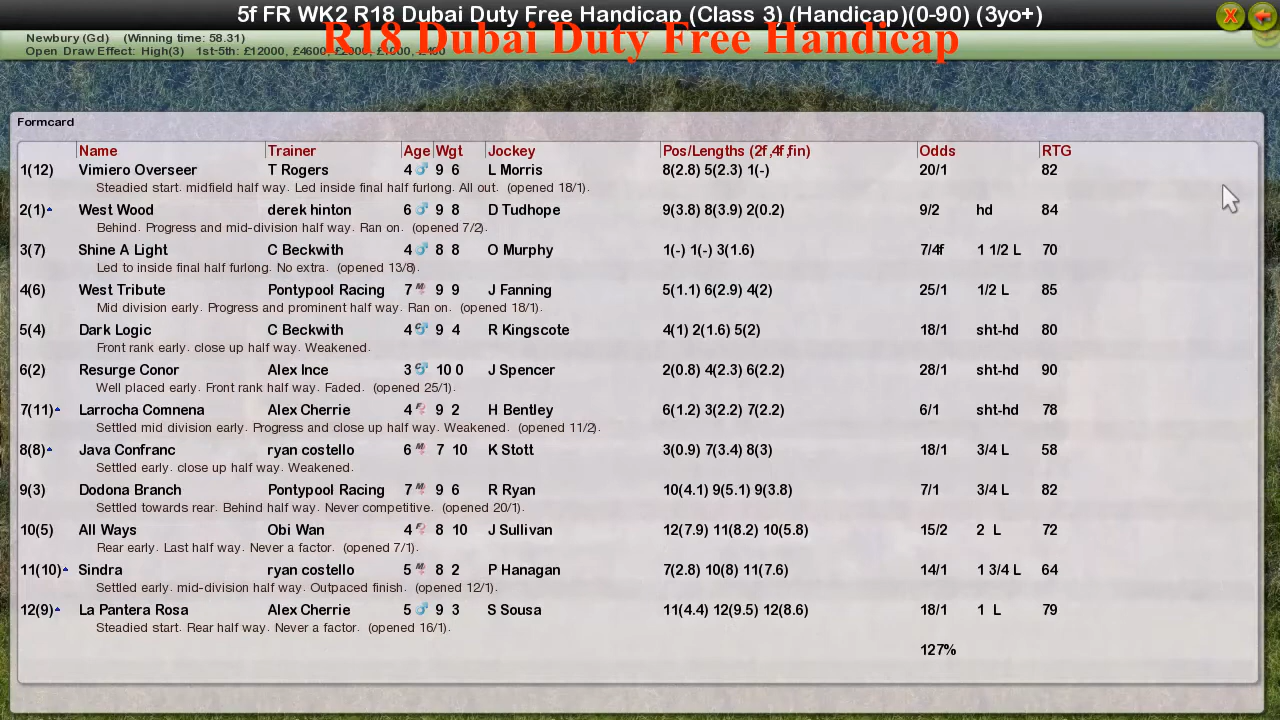 5f FR WK2 R18 Dubai Duty Free Handicap (Class 3) (Handicap)(0-90) (3yo+)
R18 Dubai Duty Free Handicap
Newbury (Gd) (Winning time: 58.31)
Open Draw Effect: High(3) 1st-5th: £12000, £4600, £2300, £1000, £400
Formcard
Name Trainer Age Wgt Jockey Pos/Lengths (2f,4f,fin) Odds RTG
1(12) Vimiero Overseer T Rogers 4 9 6 L Morris 8(2.8) 5(2.3) 1(-) 20/1 82
Steadied start. midfield half way. Led inside final half furlong. All out. (opened 18/1).
2(1) West Wood derek hinton 6 9 8 D Tudhope 9(3.8) 8(3.9) 2(0.2) 9/2 hd 84
Behind. Progress and mid-division half way. Ran on. (opened 7/2).
3(7) Shine A Light C Beckwith 4 8 8 O Murphy 1(-) 1(-) 3(1.6) 7/4f 1 1/2 L 70
Led to inside final half furlong. No extra. (opened 13/8).
4(6) West Tribute Pontypool Racing 7 9 9 J Fanning 5(1.1) 6(2.9) 4(2) 25/1 1/2 L 85
Mid division early. Progress and prominent half way. Ran on. (opened 18/1).
5(4) Dark Logic C Beckwith 4 9 4 R Kingscote 4(1) 2(1.6) 5(2) 18/1 sht-hd 80
Front rank early. close up half way. Weakened.
6(2) Resurge Conor Alex Ince 3 10 0 J Spencer 2(0.8) 4(2.3) 6(2.2) 28/1 sht-hd 90
Well placed early. Front rank half way. Faded. (opened 25/1).
7(11) Larrocha Comnena Alex Cherrie 4 9 2 H Bentley 6(1.2) 3(2.2) 7(2.2) 6/1 sht-hd 78
Settled mid division early. Progress and close up half way. Weakened. (opened 11/2).
8(8) Java Confranc ryan costello 6 7 10 K Stott 3(0.9) 7(3.4) 8(3) 18/1 3/4 L 58
Settled early. close up half way. Weakened.
9(3) Dodona Branch Pontypool Racing 7 9 6 R Ryan 10(4.1) 9(5.1) 9(3.8) 7/1 3/4 L 82
Settled towards rear. Behind half way. Never competitive. (opened 20/1).
10(5) All Ways Obi Wan 4 8 10 J Sullivan 12(7.9) 11(8.2) 10(5.8) 15/2 2 L 72
Rear early. Last half way. Never a factor. (opened 7/1).
11(10) Sindra ryan costello 5 8 2 P Hanagan 7(2.8) 10(8) 11(7.6) 14/1 1 3/4 L 64
Settled early. mid-division half way. Outpaced finish. (opened 12/1).
12(9) La Pantera Rosa Alex Cherrie 5 9 3 S Sousa 11(4.4) 12(9.5) 12(8.6) 18/1 1 L 79
Steadied start. Rear half way. Never a factor. (opened 16/1).
127%